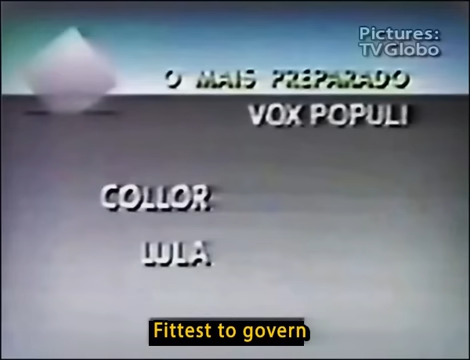 Pictures:
TV Globo
O MAIS PREPARADO
VOX POPULI
COLLOR
LULA
Fittest to govern